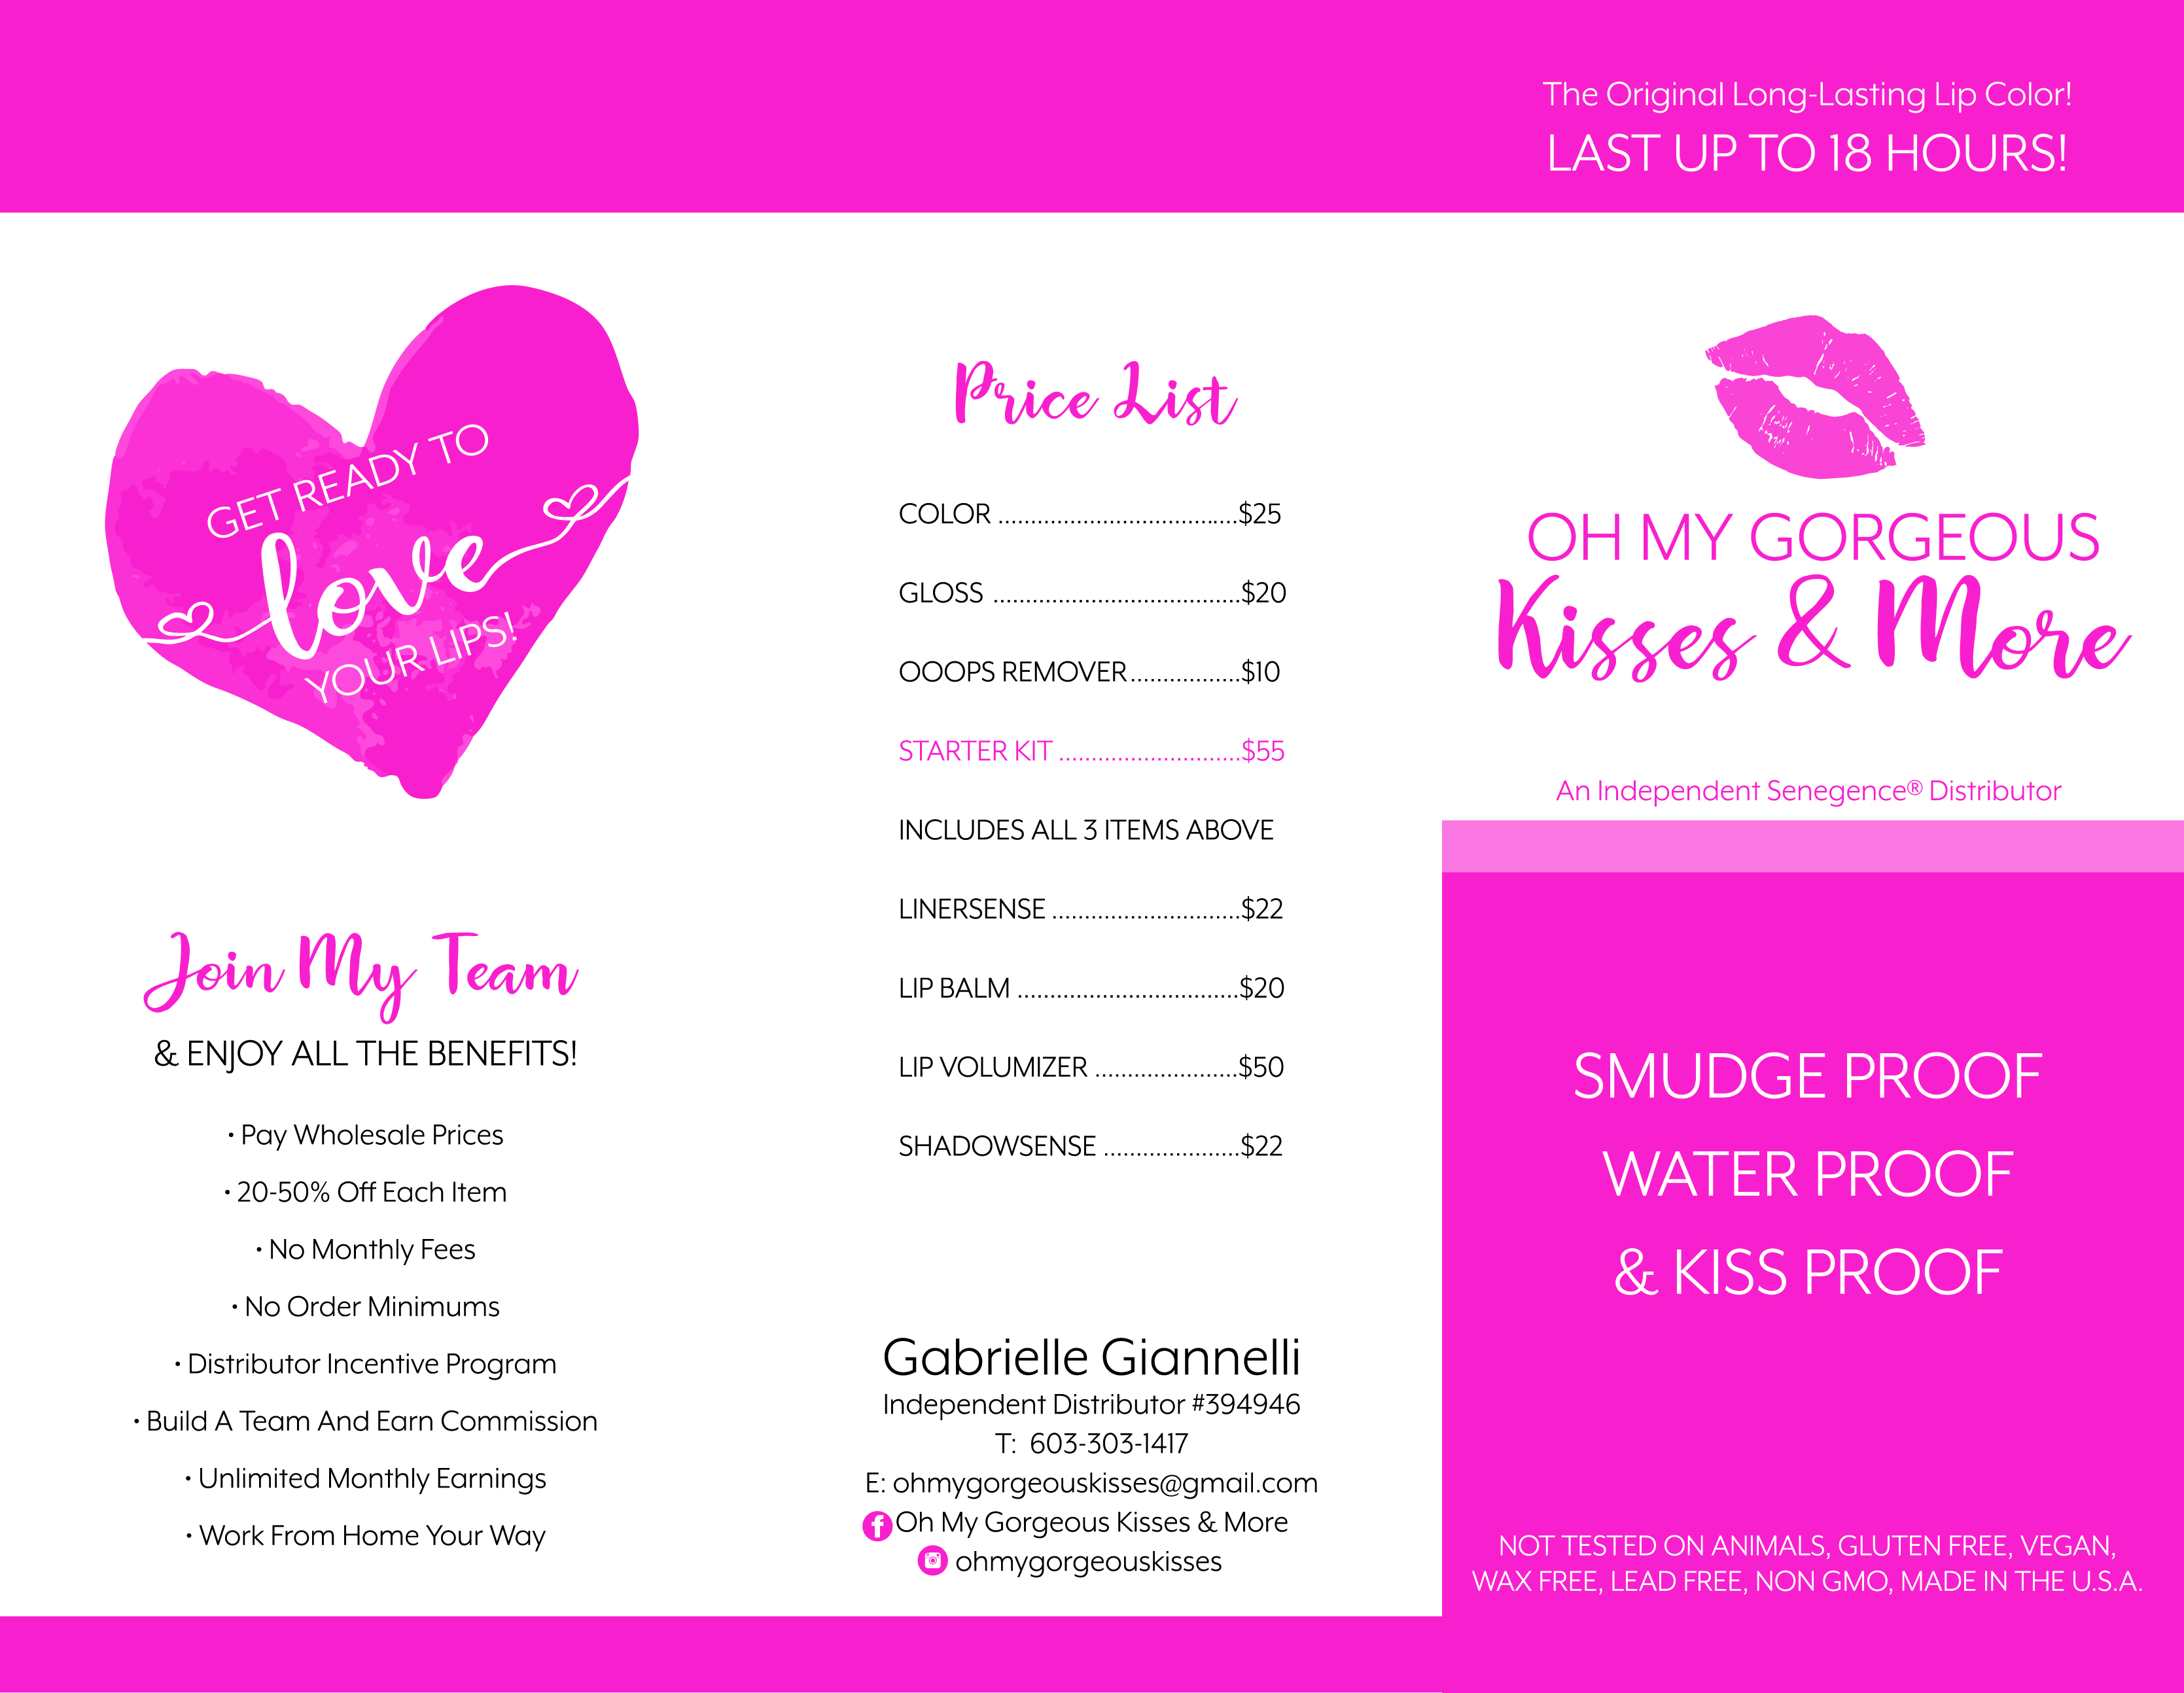 The Original Long-Lasting Lip Color!
LAST UP TO 18 HOURS!
GET READY TO
love
YOUR LIPS!
Join My Team
& ENJOY ALL THE BENEFITS!
• Pay Wholesale Prices
• 20-50% Off Each Item
• No Monthly Fees
• No Order Minimums
• Distributor Incentive Program
• Build A Team And Earn Commission
• Unlimited Monthly Earnings
• Work From Home Your Way
Price List
COLOR .....................................$25
GLOSS ......................................$20
OOOPS REMOVER.................$10
STARTER KIT ............................$55
INCLUDES ALL 3 ITEMS ABOVE
LINERSENSE .............................$22
LIP BALM ..................................$20
LIP VOLUMIZER ......................$50
SHADOWSENSE .....................$22
Gabrielle Giannelli
Independent Distributor #394946
T: 603-303-1417
E: ohmygorgeouskisses@gmail.com
Oh My Gorgeous Kisses & More
ohmygorgeouskisses
OH MY GORGEOUS
Kisses & More
An Independent Senegence® Distributor
SMUDGE PROOF
WATER PROOF
& KISS PROOF
NOT TESTED ON ANIMALS, GLUTEN FREE, VEGAN,
WAX FREE, LEAD FREE, NON GMO, MADE IN THE U.S.A.